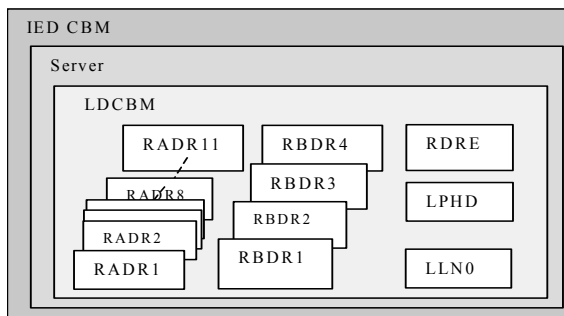 IED CBM
Server
LDCBM
RADR11 RBDR4 RDRE
RBDR3
RADR8 LPHD
RBDR2
RADR2
RBDR1
RADR1 LLN0